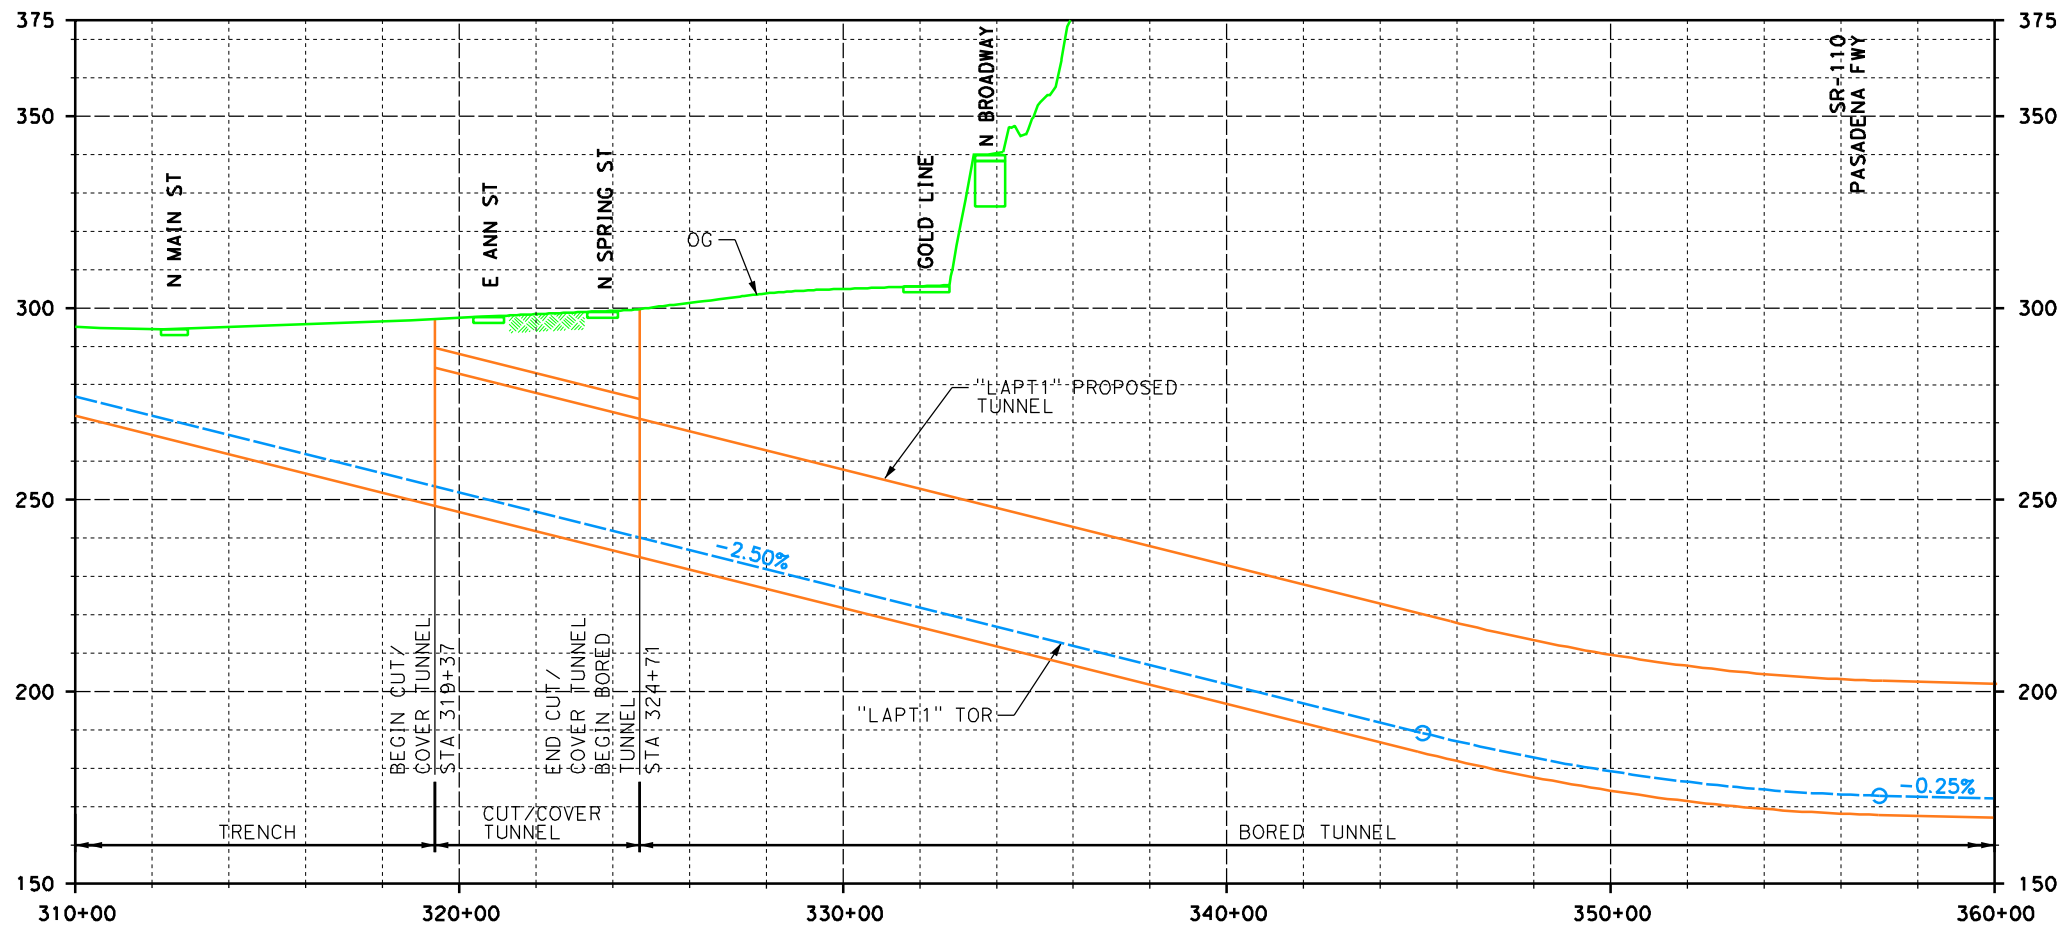 375
375
350
350
300
300
250
250
200
200
150
150
N MAIN ST
E ANN ST
N SPRING ST
OG
GOLD LINE
N BROADWAY
SR-110
PASADENA FWY
"LAPT1" PROPOSED
TUNNEL
-2.50%
"LAPT1" TOR
-0.25%
BEGIN CUT/
COVER TUNNEL
STA 319+37
END CUT/
COVER TUNNEL
BEGIN BORED
TUNNEL
STA 324+71
TRENCH
CUT/COVER
TUNNEL
BORED TUNNEL
310+00
320+00
330+00
340+00
350+00
360+00